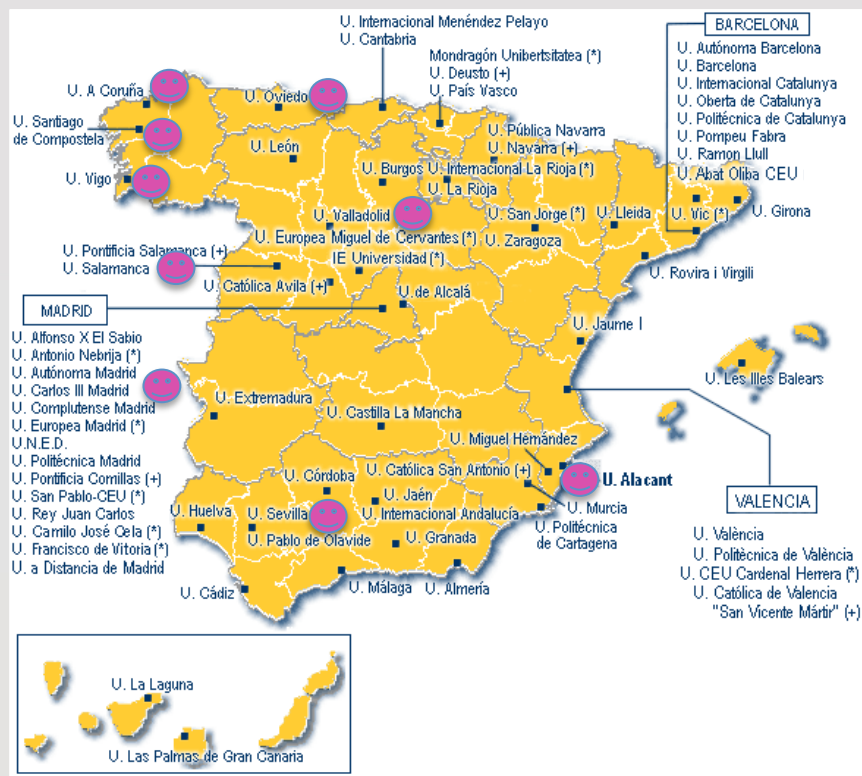 U. Internacional Menéndez Pelayo
U. Cantabria
Mondragón Unibertsitatea (*)
U. Deusto (+)
U. País Vasco
BARCELONA
U. Autónoma Barcelona
U. Barcelona
U. Internacional Catalunya
U. Oberta de Catalunya
U. Politécnica de Catalunya
U. Pompeu Fabra
U. Ramon Llull
U. Abat Oliba CEU
U. A Coruña
U. Oviedo
U. Santiago
de Compostela
U. Vigo
U. León
U. Pública Navarra
U. Navarra (+)
U. Burgos
U. Internacional La Rioja (*)
U. La Rioja
U. Valladolid
U. Europea Miguel de Cervantes (*)
IE Universidad (*)
U. San Jorge (*)
U. Zaragoza
U. Lleida
U. Vic (*)
U. Girona
U. Rovira i Virgili
U. Pontificia Salamanca (+)
U. Salamanca
U. Católica Avila (+)
U. de Alcalá
U. Jaume I
MADRID
U. Alfonso X El Sabio
U. Antonio Nebrija (*)
U. Autónoma Madrid
U. Carlos III Madrid
U. Complutense Madrid
U. Europea Madrid (*)
U.N.E.D.
U. Politécnica Madrid
U. Pontificia Comillas (+)
U. San Pablo-CEU (*)
U. Rey Juan Carlos
U. Camilo José Cela (*)
U. Francisco de Vitoria (*)
U. a Distancia de Madrid
U. Extremadura
U. Castilla La Mancha
U. Les Illes Balears
U. Miguel Hernández
U. Católica San Antonio (+)
U. Alacant
U. Murcia
U. Politécnica
de Cartagena
U. Córdoba
U. Jaén
U. Internacional Andalucía
U. Huelva
U. Sevilla
U. Pablo de Olavide
U. Granada
U. Cádiz
U. Málaga
U. Almería
VALENCIA
U. València
U. Politècnica de València
U. CEU Cardenal Herrera (*)
U. Católica de Valencia
"San Vicente Mártir" (+)
U. La Laguna
U. Las Palmas de Gran Canaria